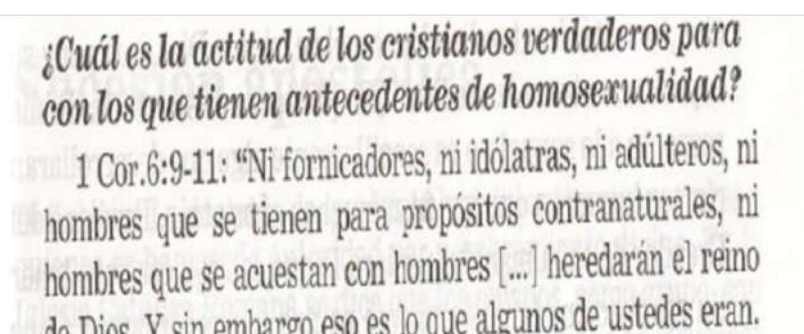 ¿Cuál es la actitud de los cristianos verdaderos para
con los que tienen antecedentes de homosexualidad?
1 Cor.6:9-11: “Ni fornicadores, ni idólatras, ni adúlteros, ni
hombres que se tienen para propósitos contranaturales, ni
hombres que se acuestan con hombres [...] heredarán el reino
de Dios. Y sin embargo eso es lo que algunos de ustedes eran.